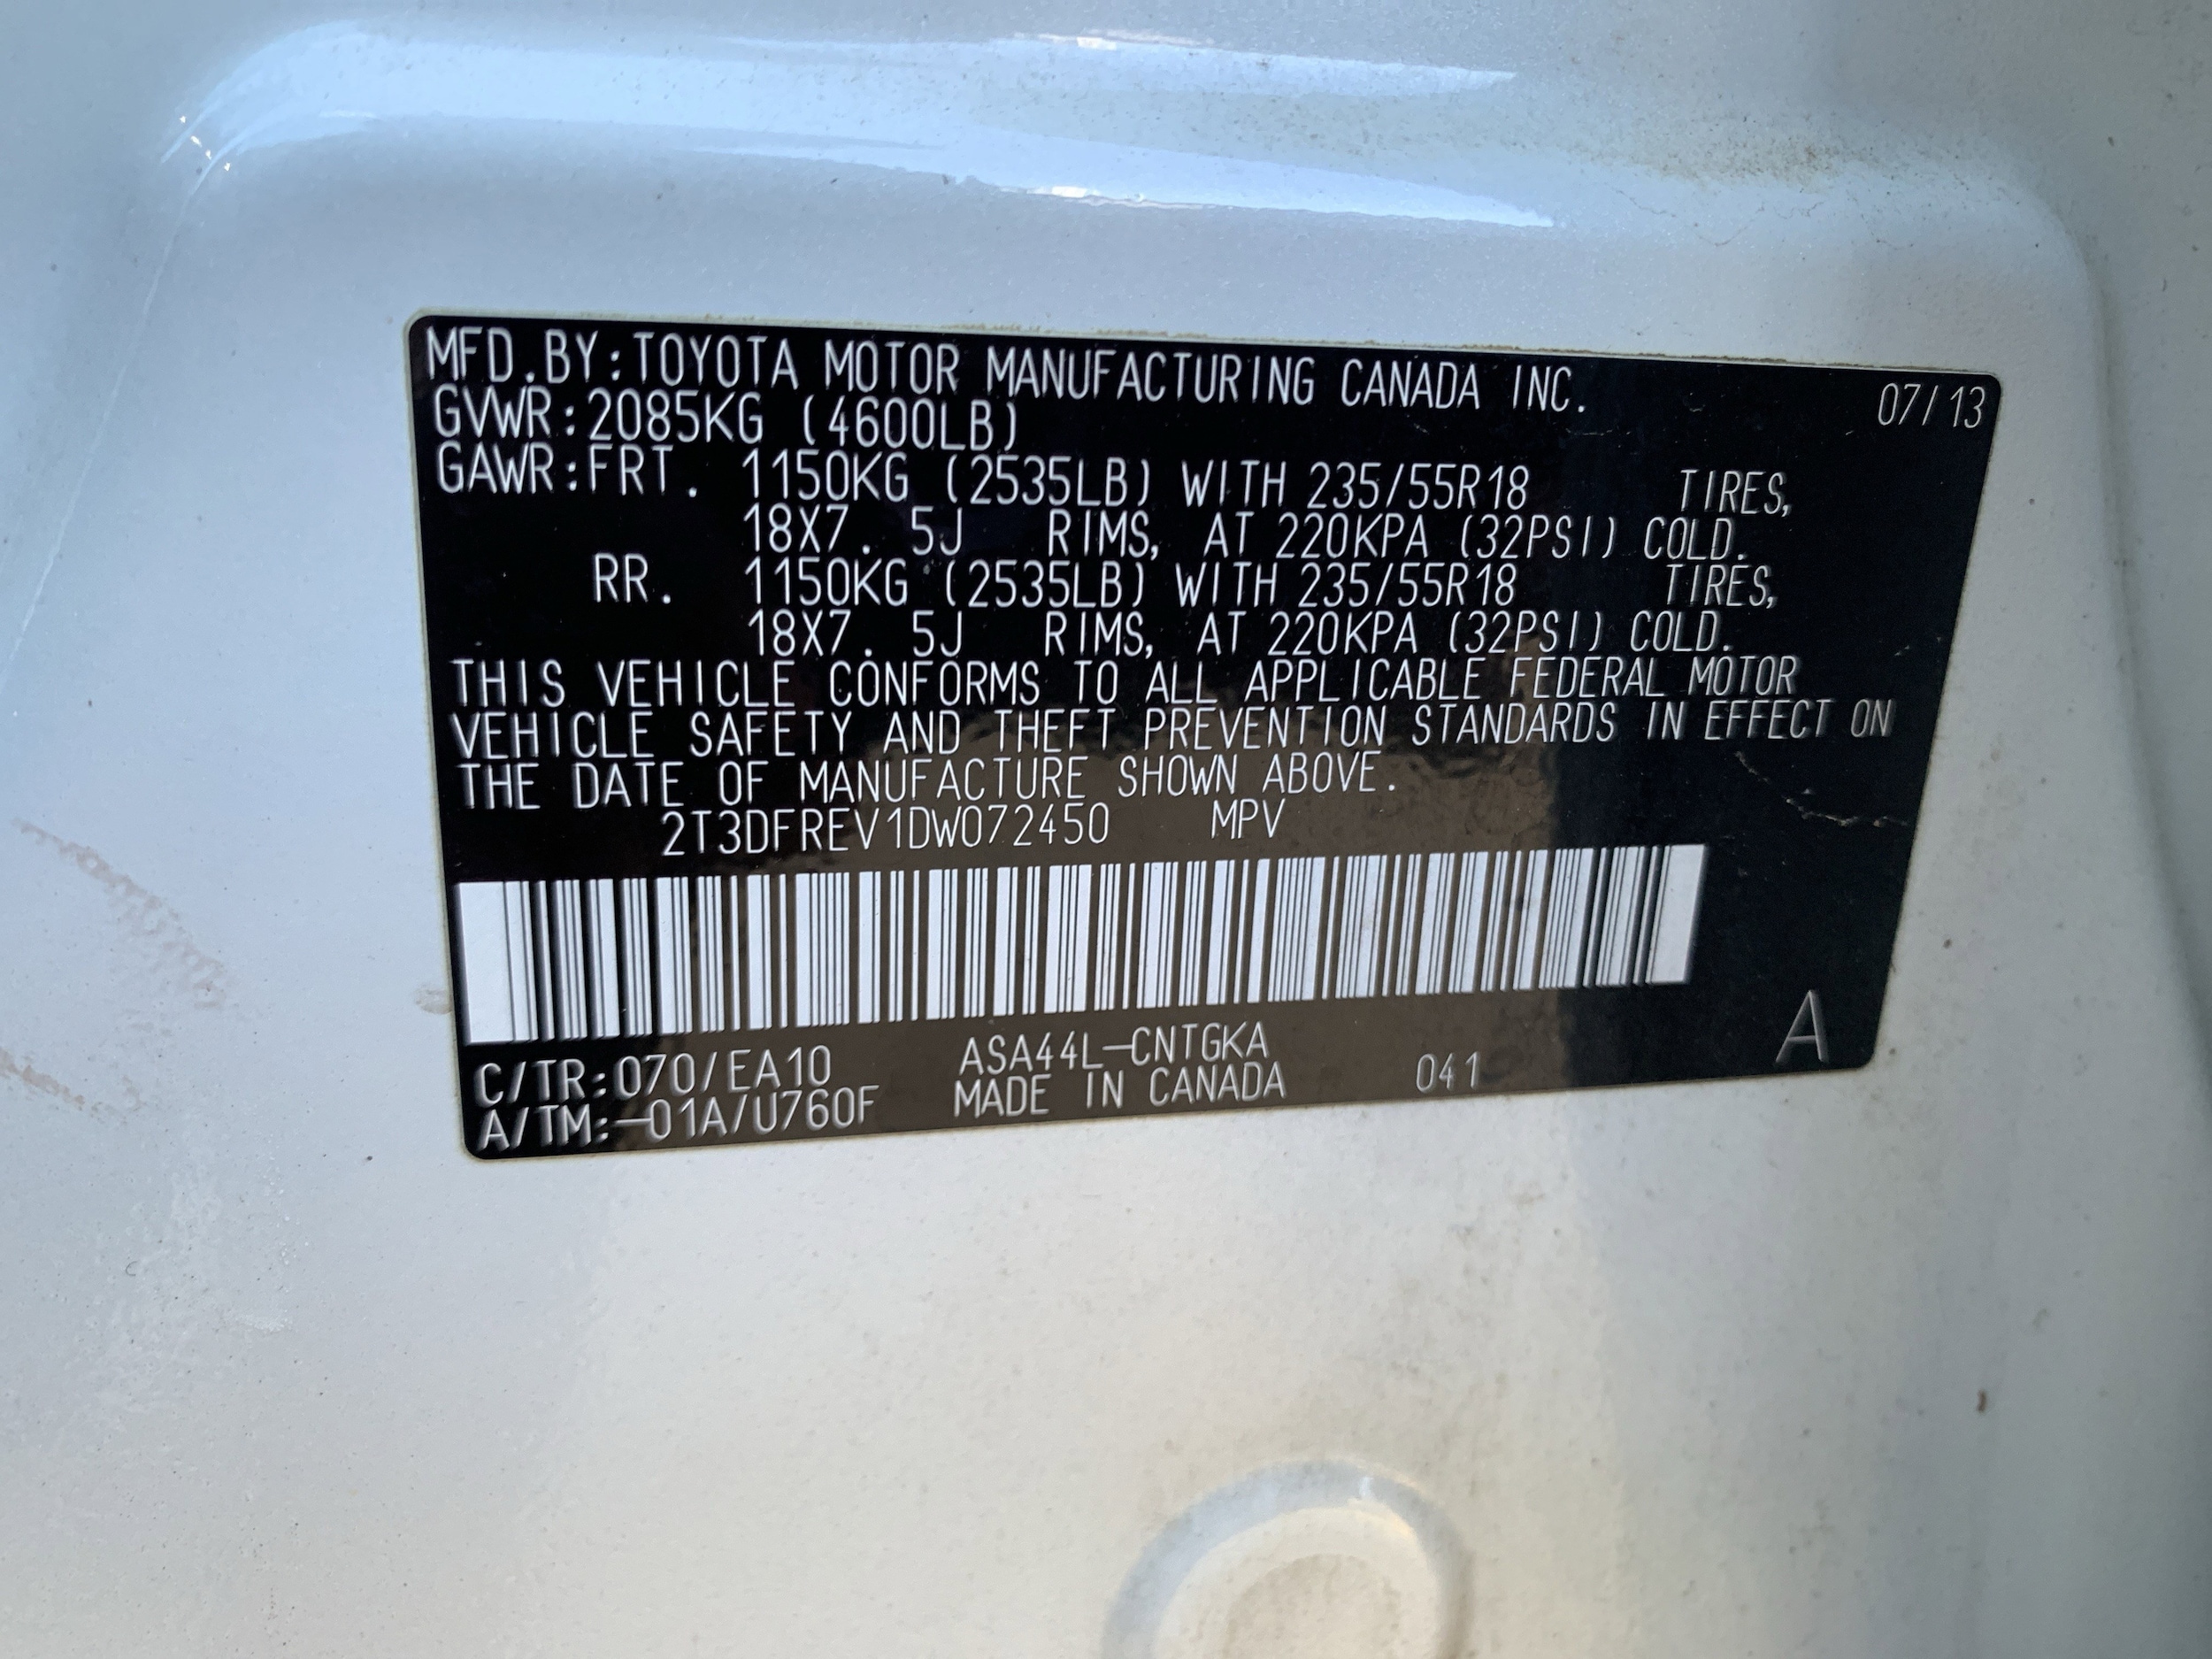 MFD.BY:TOYOTA MOTOR MANUFACTURING CANADA INC. 07/13
GVWR:2085KG (4600LB)
GAWR:FRT. 1150KG (2535LB) WITH 235/55R18 TIRES,
18X7. 5J RIMS, AT 220KPA (32PSI) COLD.
RR. 1150KG (2535LB) WITH 235/55R18 TIRES,
18X7. 5J RIMS, AT 220KPA (32PSI) COLD.
THIS VEHICLE CONFORMS TO ALL APPLICABLE FEDERAL MOTOR
VEHICLE SAFETY AND THEFT PREVENTION STANDARDS IN EFFECT ON
THE DATE OF MANUFACTURE SHOWN ABOVE.
2T3DFREV1DW072450 MPV
A
C/TR:070/EA10 ASA44L-CNTGKA
A/TM:-01A/U760F MADE IN CANADA 041